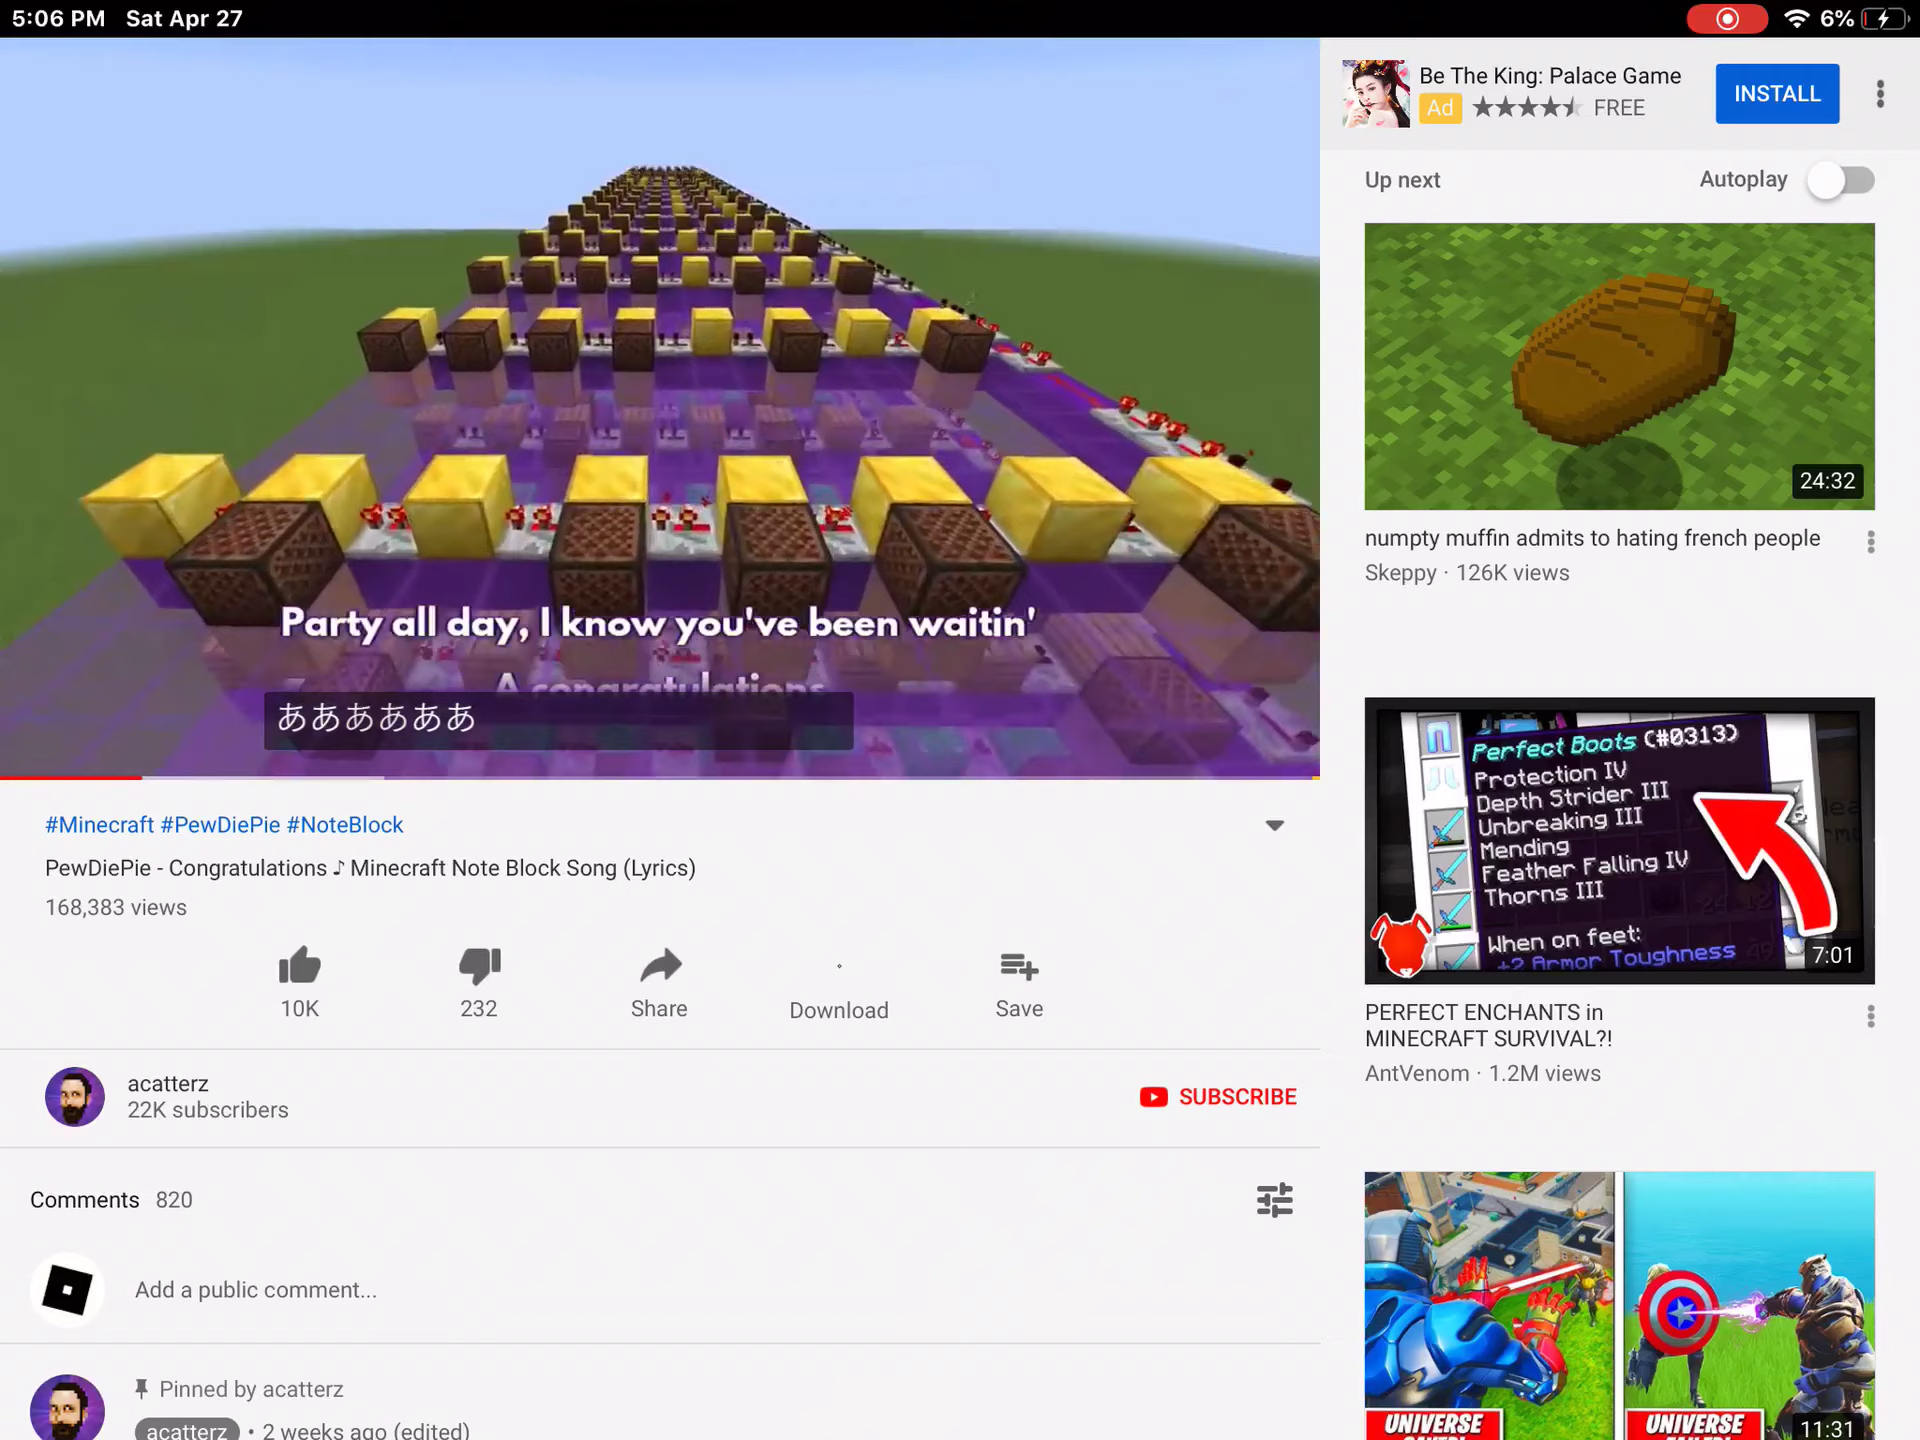 5:06 PM Sat Apr 27
6%
Party all day, I know you've been waitin'
A congratulations
ああああああ
#Minecraft #PewDiePie #NoteBlock
PewDiePie - Congratulations ♪ Minecraft Note Block Song (Lyrics)
168,383 views
10K
232
Share
Download
Save
acatterz
22K subscribers
SUBSCRIBE
Comments 820
Add a public comment...
Pinned by acatterz
acatterz • 2 weeks ago (edited)
Be The King: Palace Game
Ad FREE
INSTALL
Up next
Autoplay
24:32
numpty muffin admits to hating french people
Skeppy · 126K views
Perfect Boots (#0313)
Protection IV
Depth Strider III
Unbreaking III
Mending
Feather Falling IV
Thorns III
When on feet:
+2 Armor Toughness
7:01
PERFECT ENCHANTS in
MINECRAFT SURVIVAL?!
AntVenom · 1.2M views
UNIVERSE
UNIVERSE
11:31